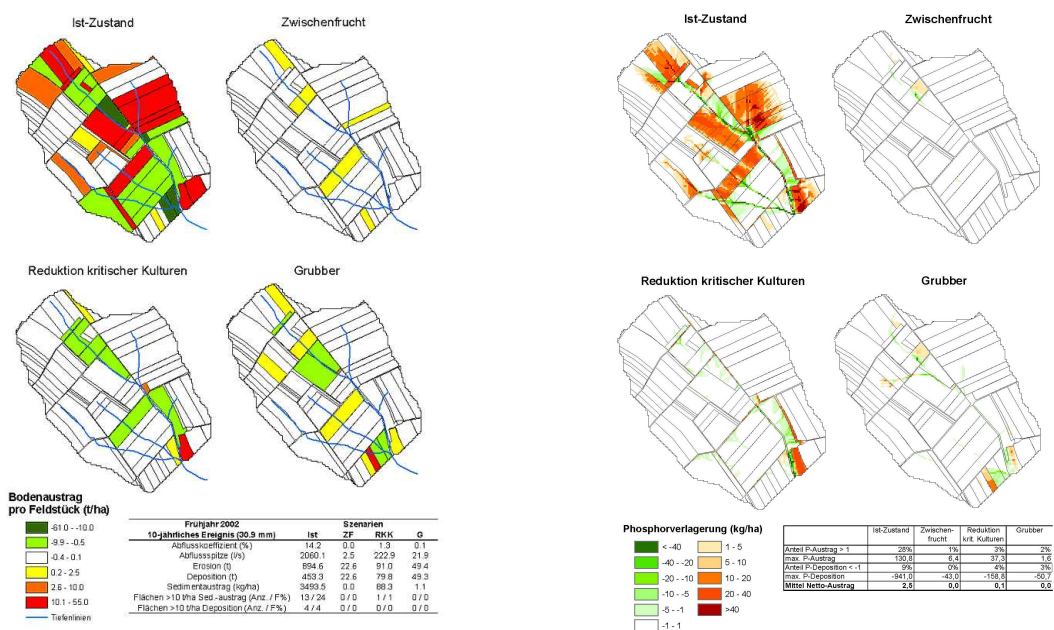 Ist-Zustand
Zwischenfrucht
Reduktion kritischer Kulturen
Grubber
Bodenaustrag
pro Feldstück (t/ha)
-61.0 - -10.0
-9.9 - -0.5
-0.4 - 0.1
0.2 - 2.5
2.6 - 10.0
10.1 - 55.0
Tiefenlinien
Frühjahr 2002 Szenarien
10-jährliches Ereignis (30.9 mm) Ist ZF RKK G
Abflusskoeffizient (%) 14.2 0.0 1.3 0.1
Abflussspitze (l/s) 2060.1 2.5 222.9 21.9
Erosion (t) 894.6 22.6 91.0 49.4
Deposition (t) 453.3 22.6 79.8 49.3
Sedimentaustrag (kg/ha) 3493.5 0.0 88.3 1.1
Flächen >10 t/ha Sed.-austrag (Anz. / F%) 13 / 24 0 / 0 1 / 1 0 / 0
Flächen >10 t/ha Deposition (Anz. / F%) 4 / 4 0 / 0 0 / 0 0 / 0
Ist-Zustand
Zwischenfrucht
Reduktion kritischer Kulturen
Grubber
Phosphorverlagerung (kg/ha)
< -40
-40 - -20
-20 - -10
-10 - -5
-5 - -1
-1 - 1
1 - 5
5 - 10
10 - 20
20 - 40
>40
Ist-Zustand Zwischen- Reduktion Grubber
frucht krit. Kulturen
Anteil P-Austrag > 1 28% 1% 3% 2%
max. P-Austrag 130,8 6,4 37,3 1,6
Anteil P-Deposition < -1 9% 0% 4% 3%
max. P-Deposition -941,0 -43,0 -158,8 -50,7
Mittel Netto-Austrag 2,5 0,0 0,1 0,0